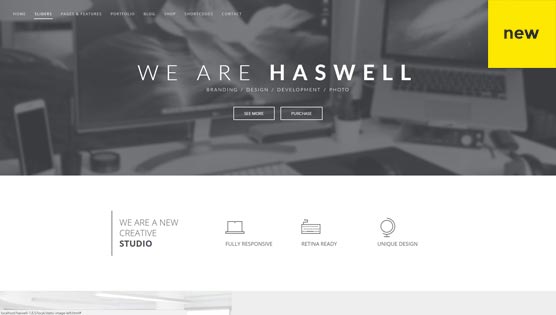 HOME SLIDERS PAGES & FEATURES PORTFOLIO BLOG SHOP SHORTCODES CONTACT
new
WE ARE HASWELL
BRANDING / DESIGN / DEVELOPMENT / PHOTO
SEE MORE PURCHASE
WE ARE A NEW
CREATIVE
STUDIO
FULLY RESPONSIVE RETINA READY UNIQUE DESIGN